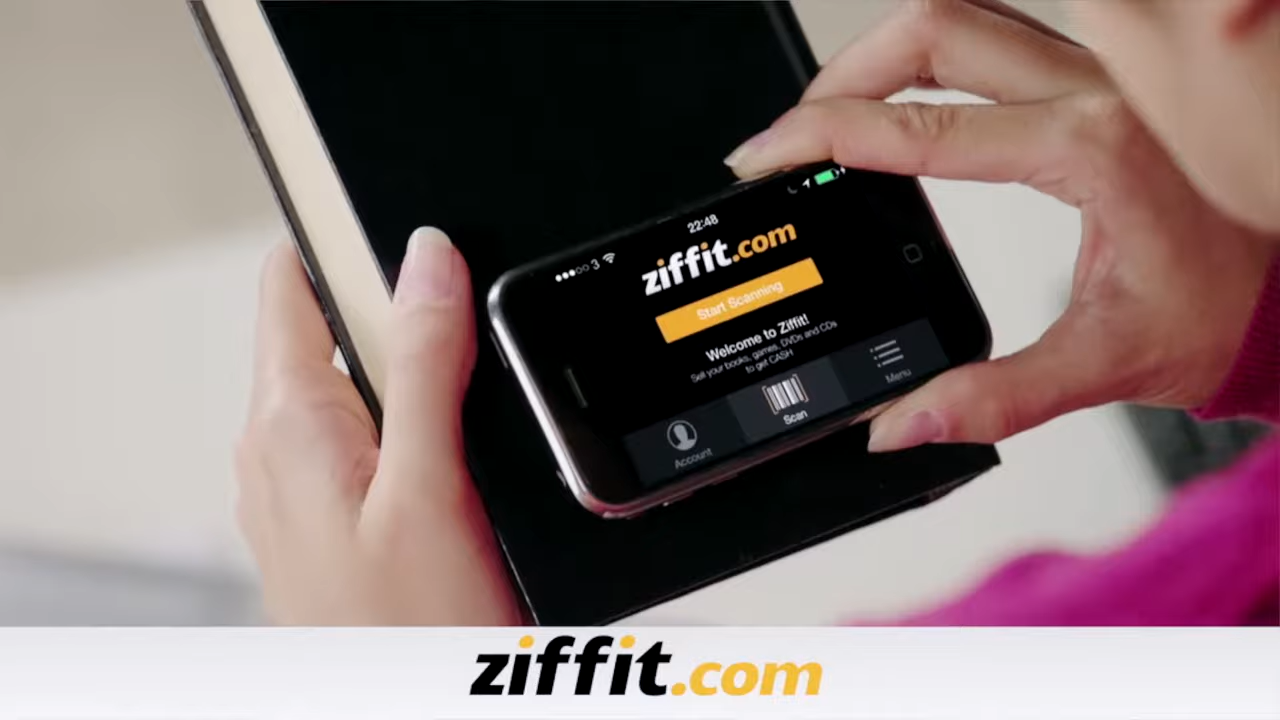 3
22:48
ziffit.com
Start Scanning
Welcome to Ziffit!
Sell your books, games, DVDs and CDs
to get CASH
Account
Scan
Menu
ziffit.com